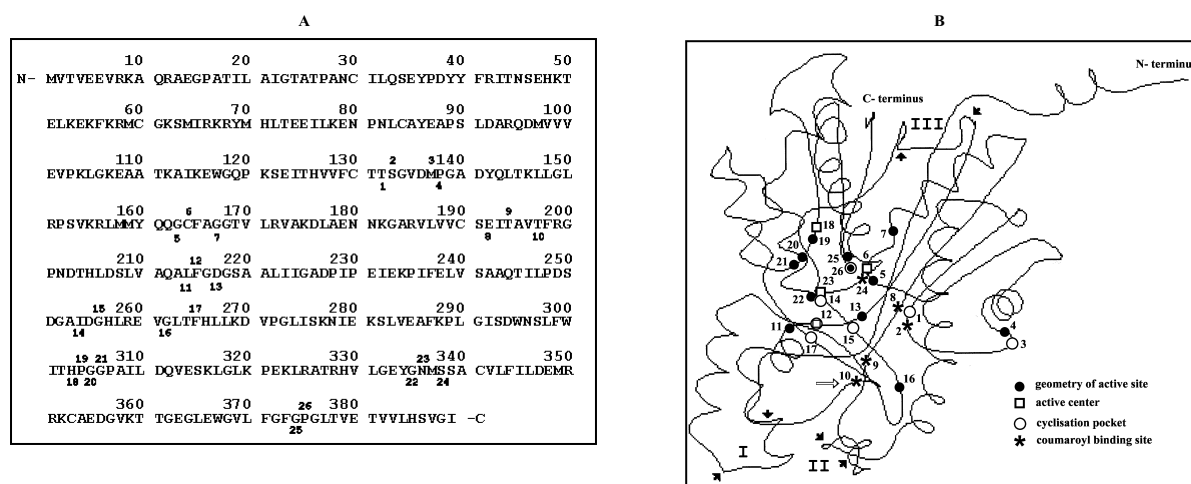 A
10 20 30 40 50
N- MVTVEEVRKA QRAEGPATIL AIGTATPANC ILQSEYPDYY FRITNSEHKT
60 70 80 90 100
ELKEKFKRMC GKSMIRKRYM HLTEEILKEN PNLCAYEAPS LDARQDMVVV
110 120 130 2 3 140 150
EVPKLGKEAA TKAIKEWGQP KSEITHVVFC TTSGVDMPGA DYQLTKLLGL
1 4
160 6 170 180 190 9 200
RPSVKRLMMY QQGCFAGGTV LRVAKDLAEN NKGARVLVVC SEITAVTFRG
5 7 8 10
210 12 220 230 240 250
PNDTHLDSLV AQALFGDGSA ALIIGADPIP EIEKPIFELV SAAQTILPDS
11 13
15 260 17 270 280 290 300
DGAIDGHLRE VGLTFHLLKD VPGLISKNIE KSLVEAFKPL GISDWNSLFW
14 16
19 21 310 320 330 23 340 350
ITHPGGPAIL DQVESKLGLK PEKLRATRHV LGEYGNMSSA CVLFILDEMR
18 20 22 24
360 370 26 380
RKCAEDGVKT TGEGLEWGVL FGFGPGLTVE TVVLHSVGI -C
25
B
N- terminus
C- terminus
III
18
19
7
20
21
25
6
26
5
23
24
22
14
8
1
13
2
12
11
15
4
3
17
9
10
16
I
II
geometry of active site
active center
cyclisation pocket
coumaroyl binding site